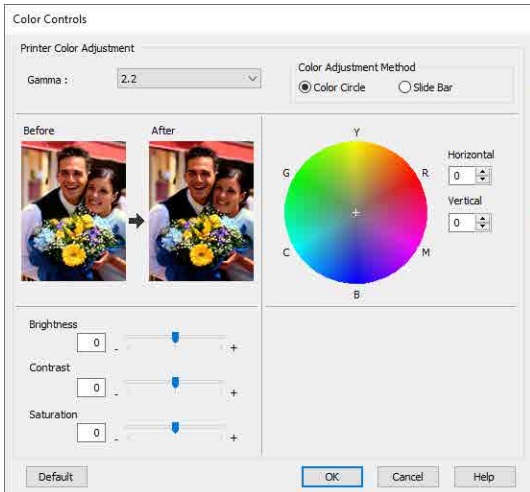 Color Controls
Printer Color Adjustment
Gamma :
2.2
Color Adjustment Method
Color Circle
Slide Bar
Before
After
Y
G
R
C
M
B
Horizontal
0
Vertical
0
Brightness
0
-
+
Contrast
0
-
+
Saturation
0
-
+
Default
OK
Cancel
Help